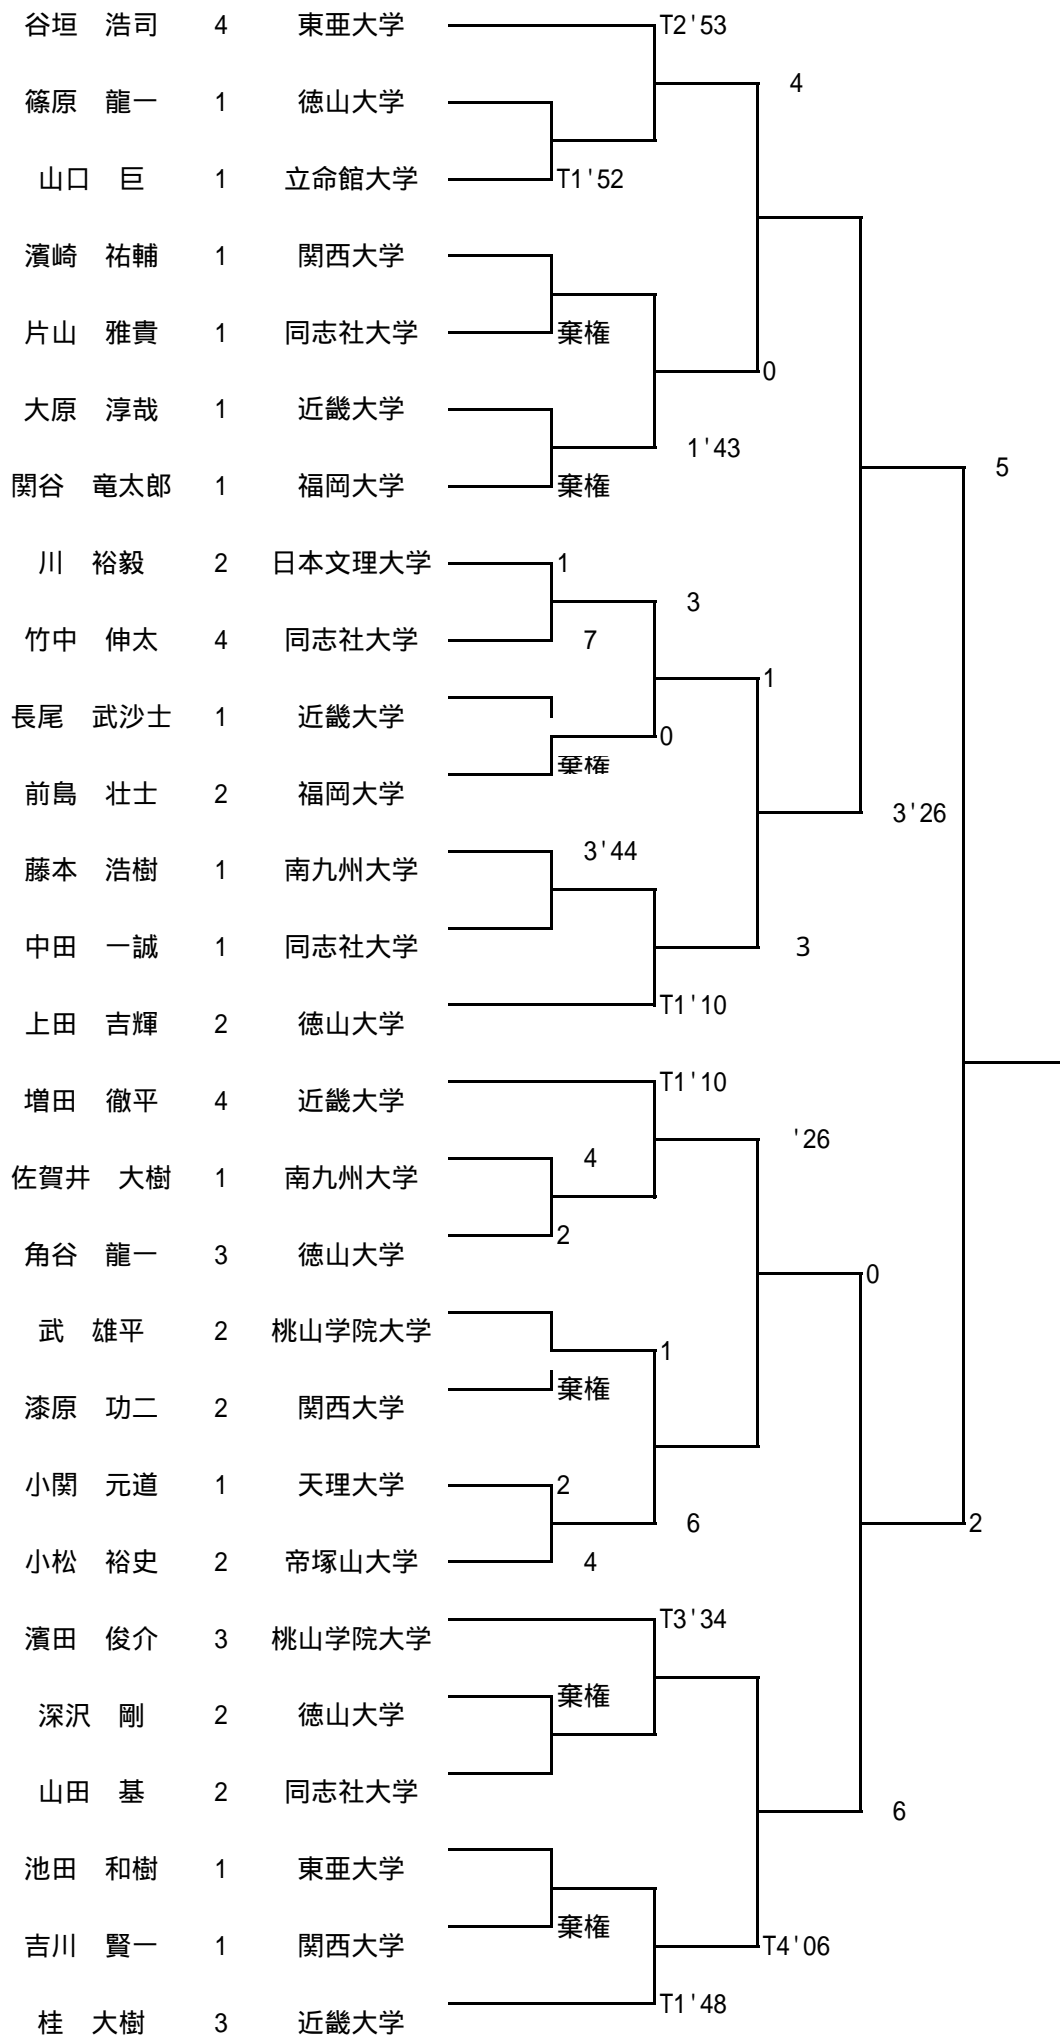 谷垣　浩司 4 東亜大学 T2'53
4
篠原　龍一 1 徳山大学
山口　巨 1 立命館大学 T1'52
濱崎　祐輔 1 関西大学
片山　雅貴 1 同志社大学 棄権
0
大原　淳哉 1 近畿大学
1'43
関谷　竜太郎 1 福岡大学 棄権
5
川　裕毅 2 日本文理大学 1
3
竹中　伸太 4 同志社大学 7
1
長尾　武沙士 1 近畿大学
0
棄権
前島　壮士 2 福岡大学
3'26
3'44
藤本　浩樹 1 南九州大学
中田　一誠 1 同志社大学 3
T1'10
上田　吉輝 2 徳山大学
T1'10
増田　徹平 4 近畿大学
'26
4
佐賀井　大樹 1 南九州大学
2
角谷　龍一 3 徳山大学
0
武　雄平 2 桃山学院大学
1
棄権
漆原　功二 2 関西大学
小関　元道 1 天理大学 2
6 2
小松　裕史 2 帝塚山大学 4
T3'34
濱田　俊介 3 桃山学院大学
棄権
深沢　剛 2 徳山大学
山田　基 2 同志社大学
6
池田　和樹 1 東亜大学
棄権
吉川　賢一 1 関西大学 T4'06
T1'48
桂　大樹 3 近畿大学